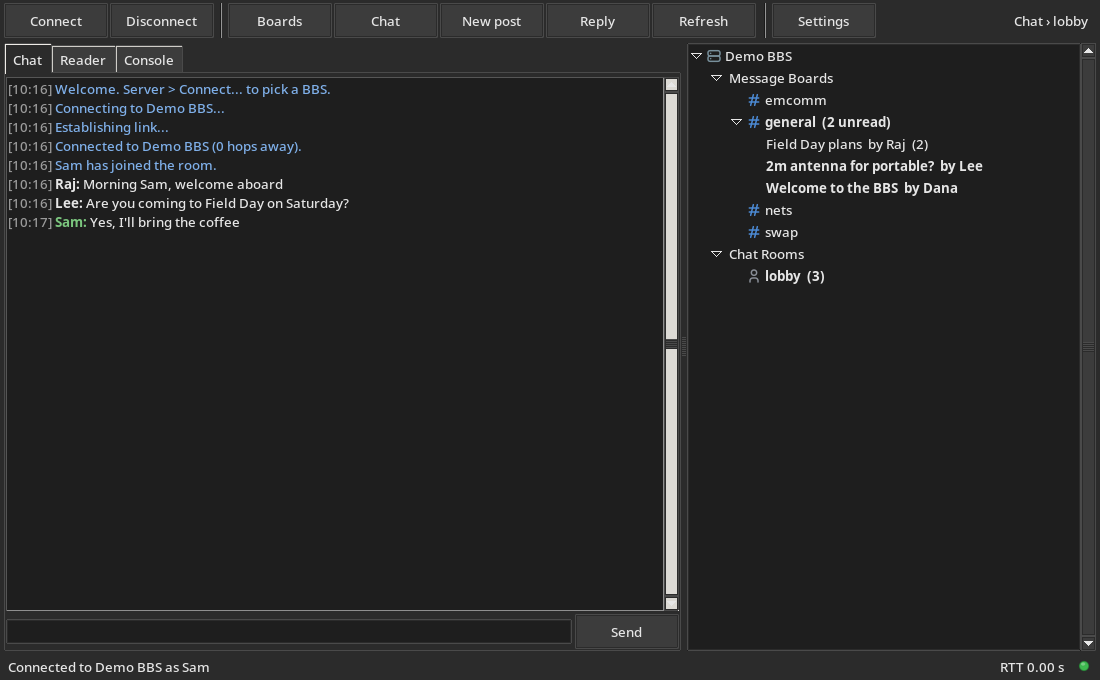 Connect Disconnect Boards Chat New post Reply Refresh Settings Chat › lobby
Chat Reader Console
[10:16] Welcome. Server > Connect... to pick a BBS.
[10:16] Connecting to Demo BBS...
[10:16] Establishing link...
[10:16] Connected to Demo BBS (0 hops away).
[10:16] Sam has joined the room.
[10:16] Raj: Morning Sam, welcome aboard
[10:16] Lee: Are you coming to Field Day on Saturday?
[10:17] Sam: Yes, I'll bring the coffee
Send
Demo BBS
Message Boards
# emcomm
# general (2 unread)
Field Day plans by Raj (2)
2m antenna for portable? by Lee
Welcome to the BBS by Dana
# nets
# swap
Chat Rooms
lobby (3)
Connected to Demo BBS as Sam
RTT 0.00 s